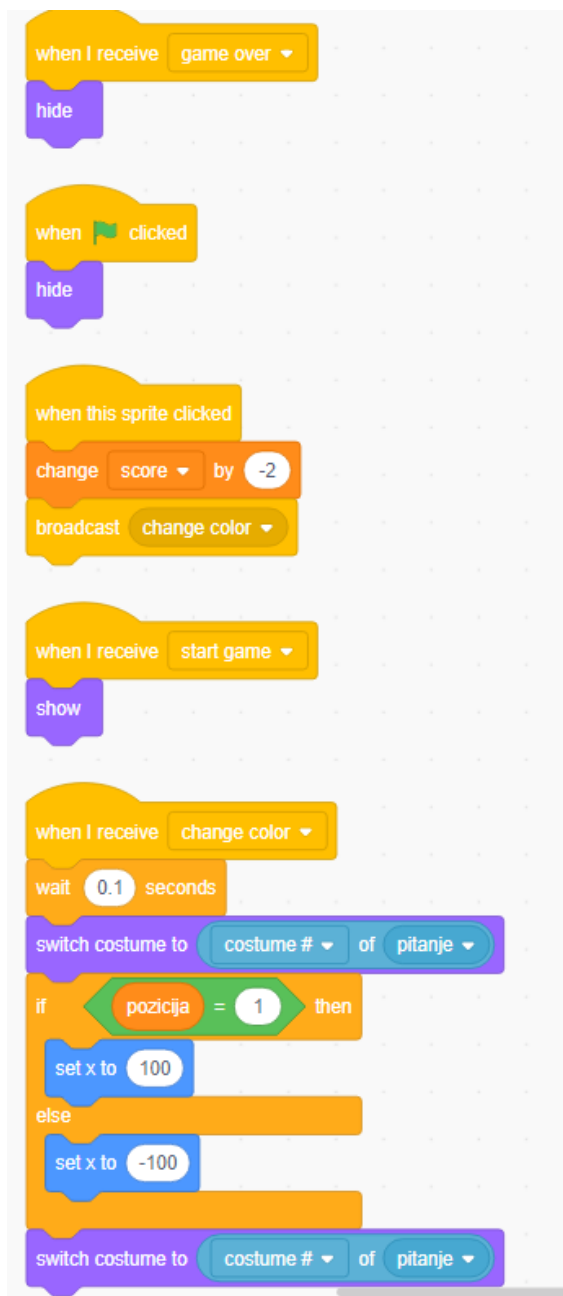 when I receive game over
hide
when clicked
hide
when this sprite clicked
change score by -2
broadcast change color
when I receive start game
show
when I receive change color
wait 0.1 seconds
switch costume to costume # of pitanje
if pozicija = 1 then
set x to 100
else
set x to -100
switch costume to costume # of pitanje